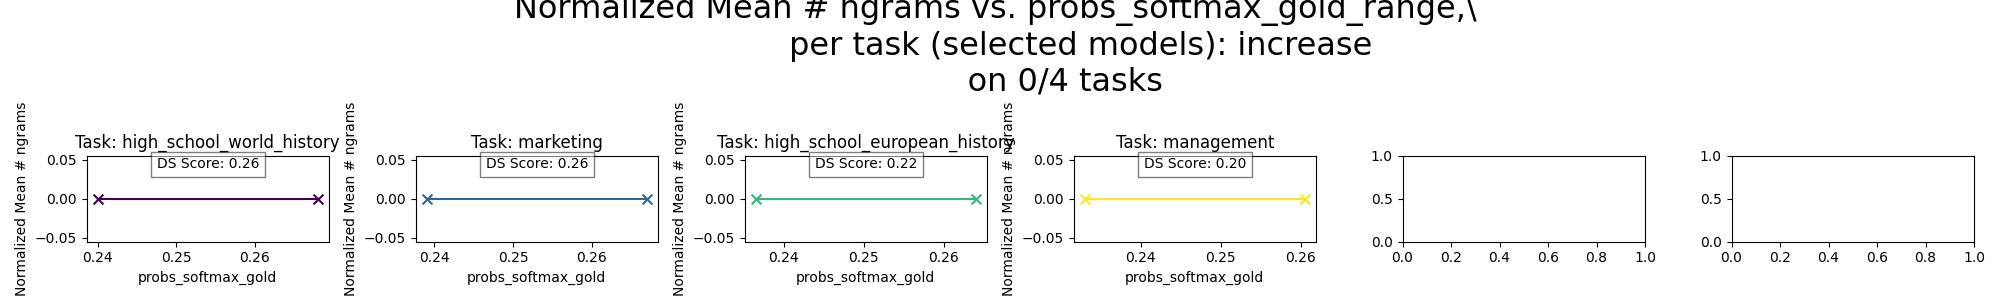 Normalized Mean # ngrams vs. probs_softmax_gold_range,\
per task (selected models): increase
on 0/4 tasks
Task: high_school_world_history
DS Score: 0.26
Normalized Mean # ngrams
0.05
0.00
−0.05
0.24 0.25 0.26
probs_softmax_gold
Task: marketing
DS Score: 0.26
Normalized Mean # ngrams
0.05
0.00
−0.05
0.24 0.25 0.26
probs_softmax_gold
Task: high_school_european_history
DS Score: 0.22
Normalized Mean # ngrams
0.05
0.00
−0.05
0.24 0.25 0.26
probs_softmax_gold
Task: management
DS Score: 0.20
Normalized Mean # ngrams
0.05
0.00
−0.05
0.24 0.25 0.26
probs_softmax_gold
1.0
0.5
0.0
0.0 0.2 0.4 0.6 0.8 1.0
1.0
0.5
0.0
0.0 0.2 0.4 0.6 0.8 1.0